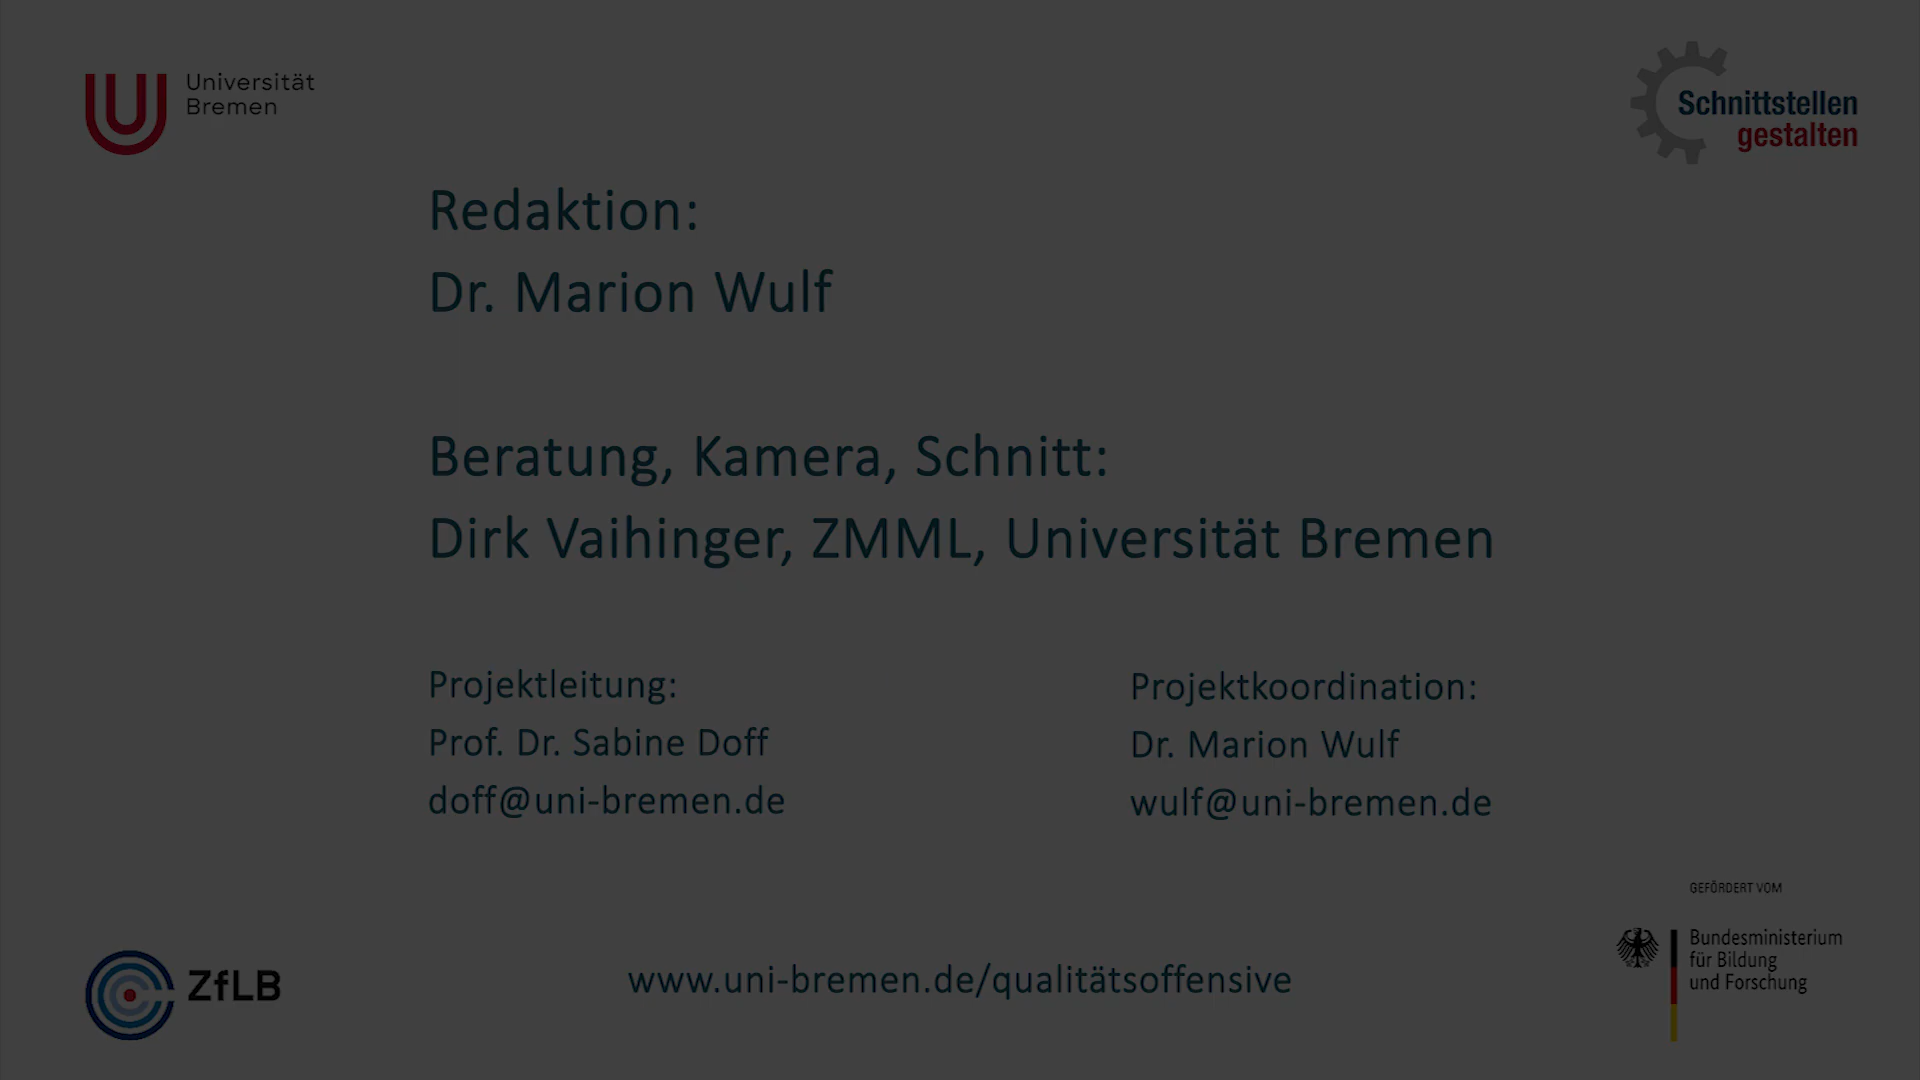 Universität
Bremen
Schnittstellen
gestalten
Redaktion:
Dr. Marion Wulf
Beratung, Kamera, Schnitt:
Dirk Vaihinger, ZMML, Universität Bremen
Projektleitung:
Prof. Dr. Sabine Doff
doff@uni-bremen.de
Projektkoordination:
Dr. Marion Wulf
wulf@uni-bremen.de
ZfLB
www.uni-bremen.de/qualitätsoffensive
GEFÖRDERT VOM
Bundesministerium
für Bildung
und Forschung